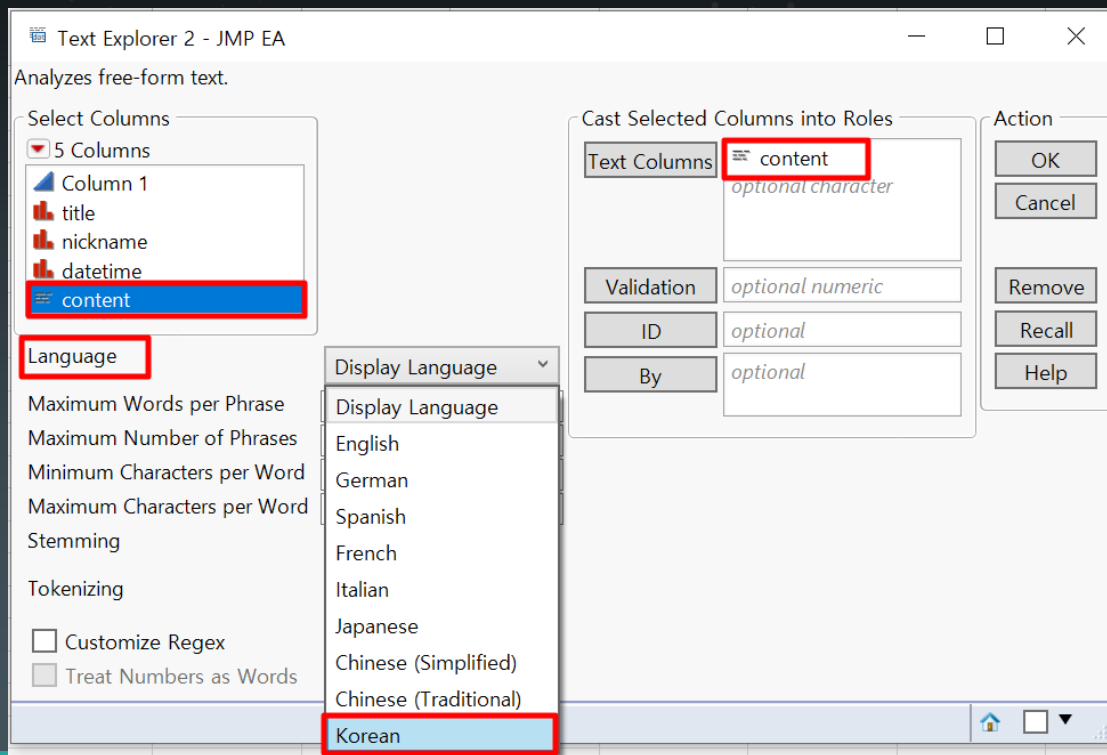 Text Explorer 2 - JMP EA
Analyzes free-form text.
Select Columns
5 Columns
Column 1
title
nickname
datetime
content
Cast Selected Columns into Roles
Text Columns
content
optional character
Validation
optional numeric
ID
optional
By
optional
Action
OK
Cancel
Remove
Recall
Help
Language
Maximum Words per Phrase
Maximum Number of Phrases
Minimum Characters per Word
Maximum Characters per Word
Stemming
Tokenizing
Customize Regex
Treat Numbers as Words
Display Language
Display Language
English
German
Spanish
French
Italian
Japanese
Chinese (Simplified)
Chinese (Traditional)
Korean